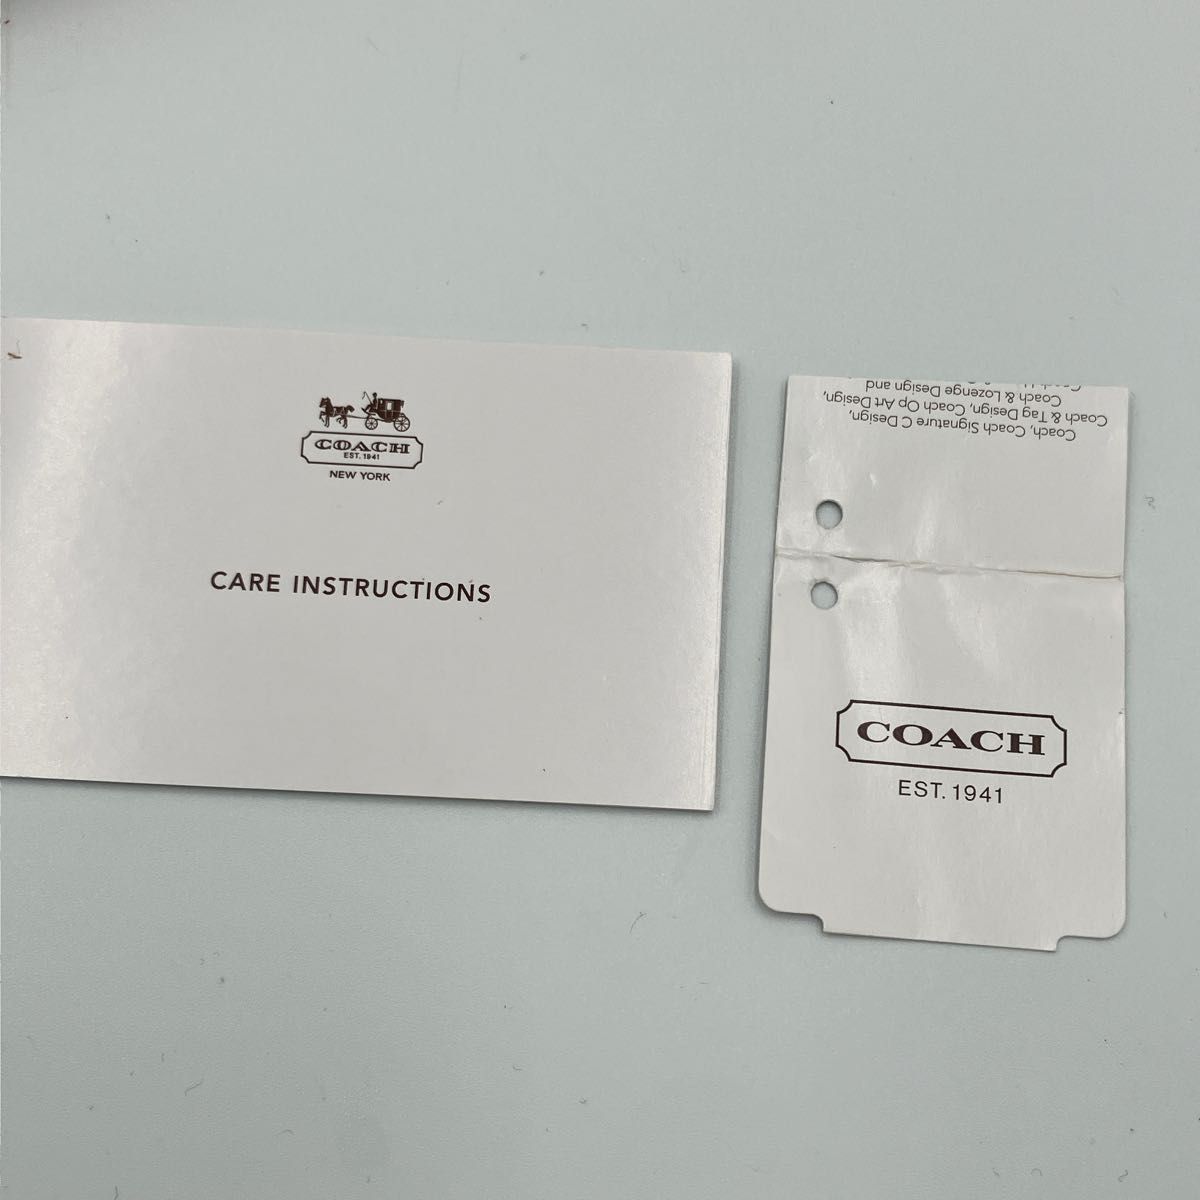 COACH
EST. 1941
NEW YORK
CARE INSTRUCTIONS
Coach, Coach Signature C Design,
Coach & Tag Design, Coach Op Art Design,
Coach & Lozenge Design and
COACH
EST. 1941